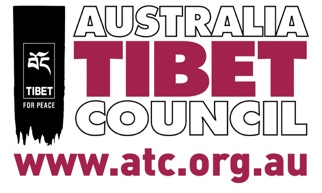 TIBET
FOR PEACE
AUSTRALIA
TIBET
COUNCIL
www.atc.org.au